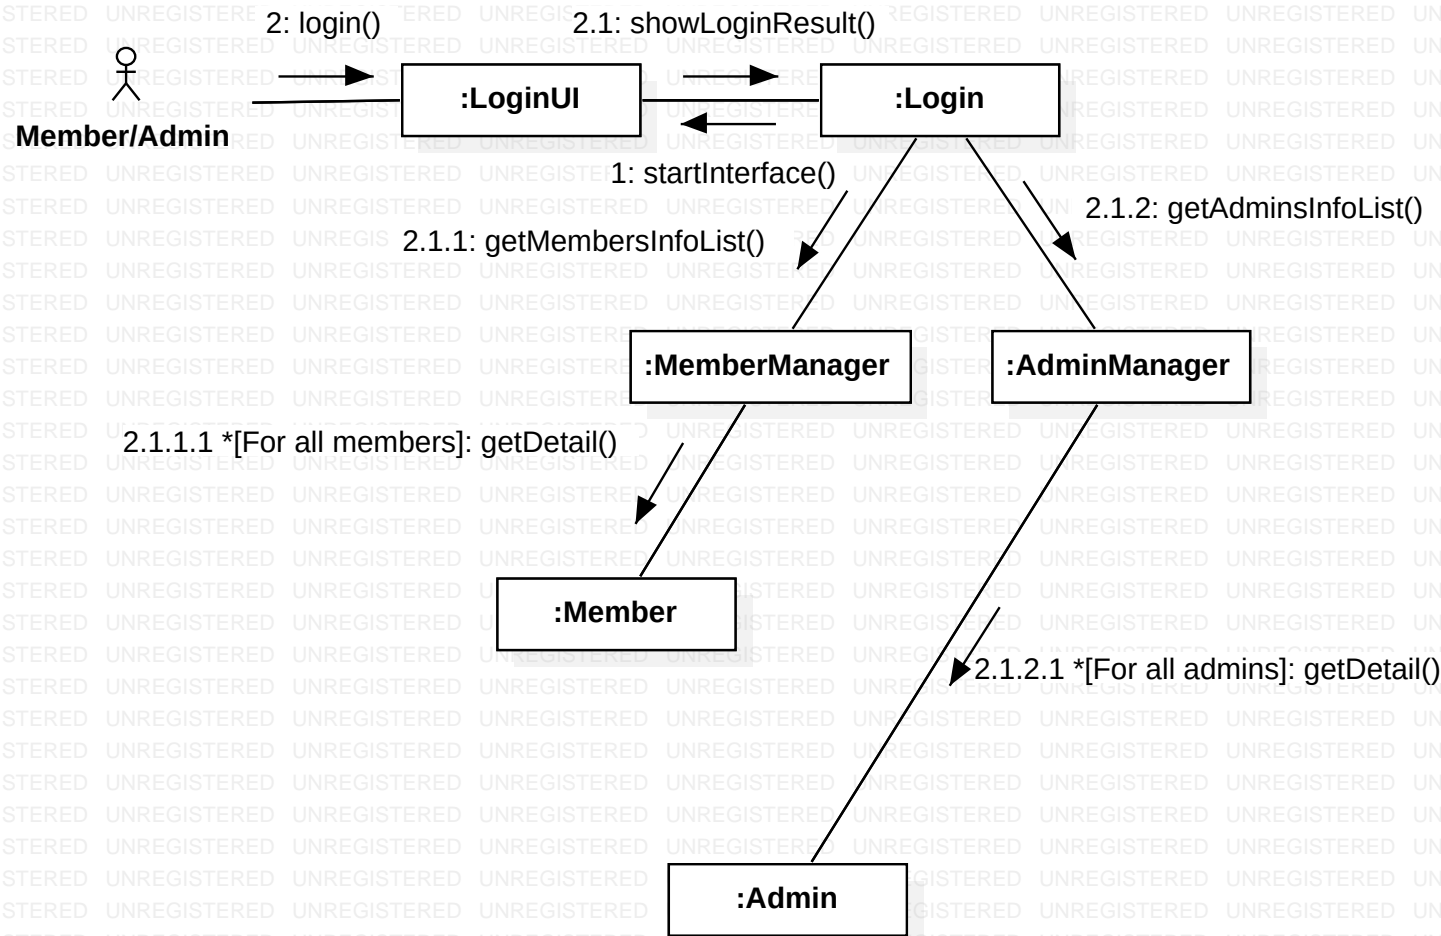 2: login()
2.1: showLoginResult()
:LoginUI
:Login
Member/Admin
1: startInterface()
2.1.2: getAdminsInfoList()
2.1.1: getMembersInfoList()
:MemberManager
:AdminManager
2.1.1.1 *[For all members]: getDetail()
:Member
2.1.2.1 *[For all admins]: getDetail()
:Admin
UNREGISTERED